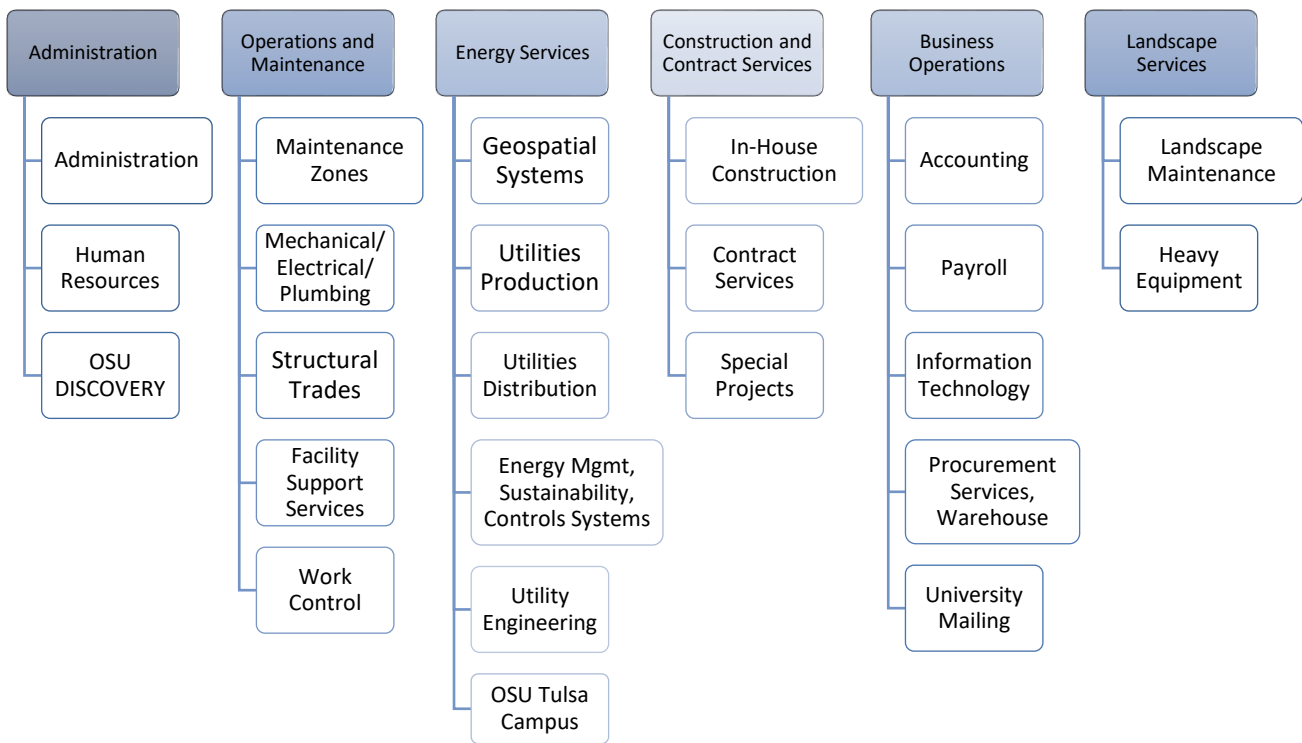 Administration
Administration
Human
Resources
OSU
DISCOVERY
Operations and
Maintenance
Maintenance
Zones
Mechanical/
Electrical/
Plumbing
Structural
Trades
Facility
Support
Services
Work
Control
Energy Services
Geospatial
Systems
Utilities
Production
Utilities
Distribution
Energy Mgmt,
Sustainability,
Controls Systems
Utility
Engineering
OSU Tulsa
Campus
Construction and
Contract Services
In-House
Construction
Contract
Services
Special
Projects
Business
Operations
Accounting
Payroll
Information
Technology
Procurement
Services,
Warehouse
University
Mailing
Landscape
Services
Landscape
Maintenance
Heavy
Equipment